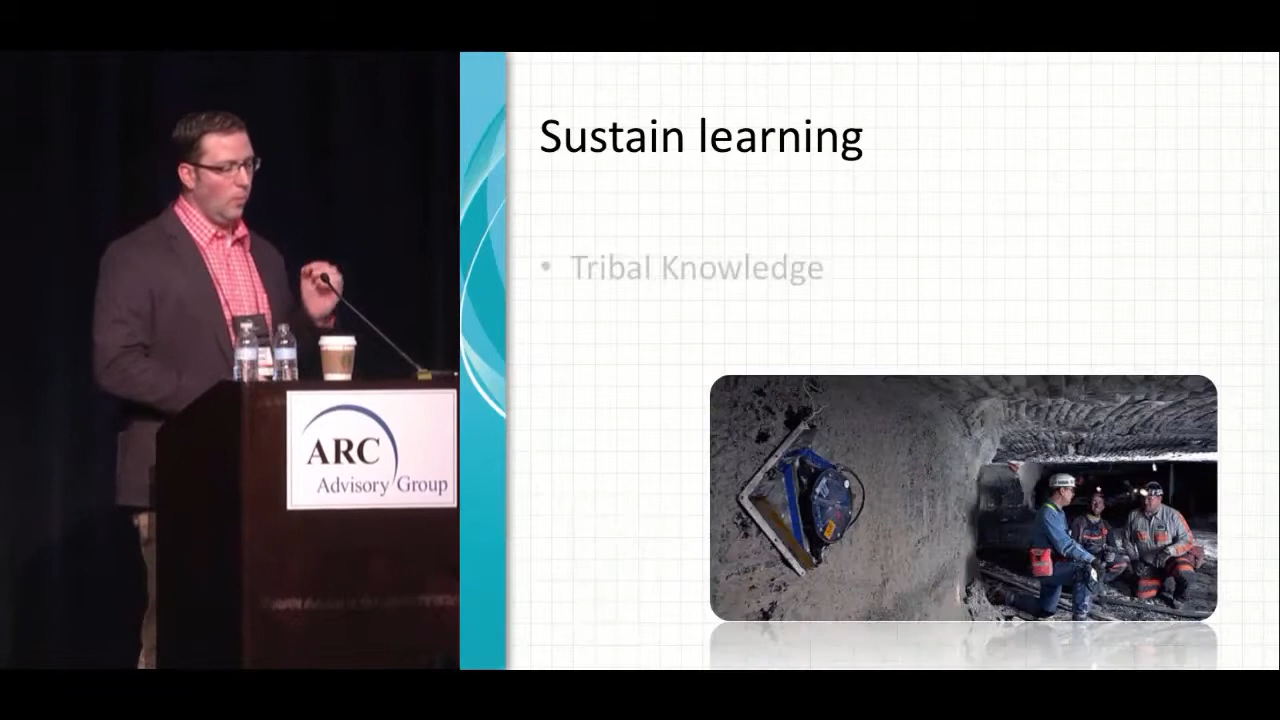 Sustain learning
• Tribal Knowledge
ARC
Advisory Group